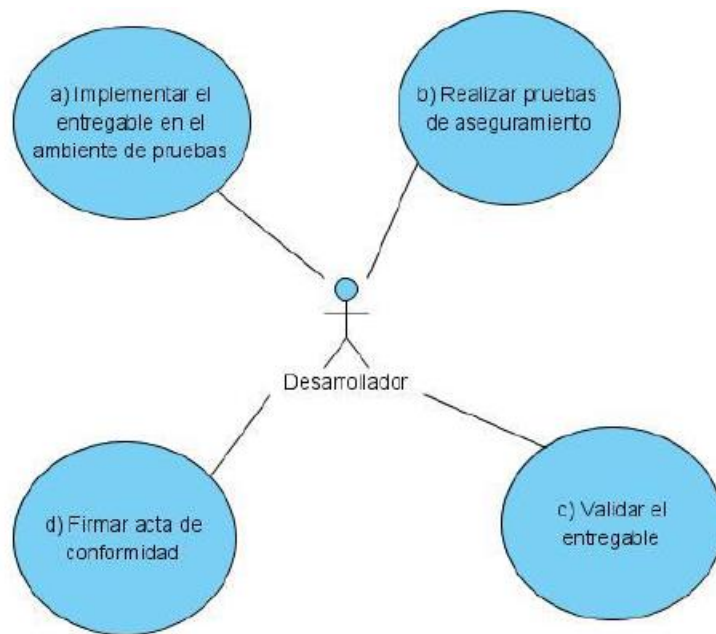 a) Implementar el
entregable en el
ambiente de pruebas
b) Realizar pruebas
de aseguramiento
Desarrollador
d) Firmar acta de
conformidad
c) Validar el
entregable